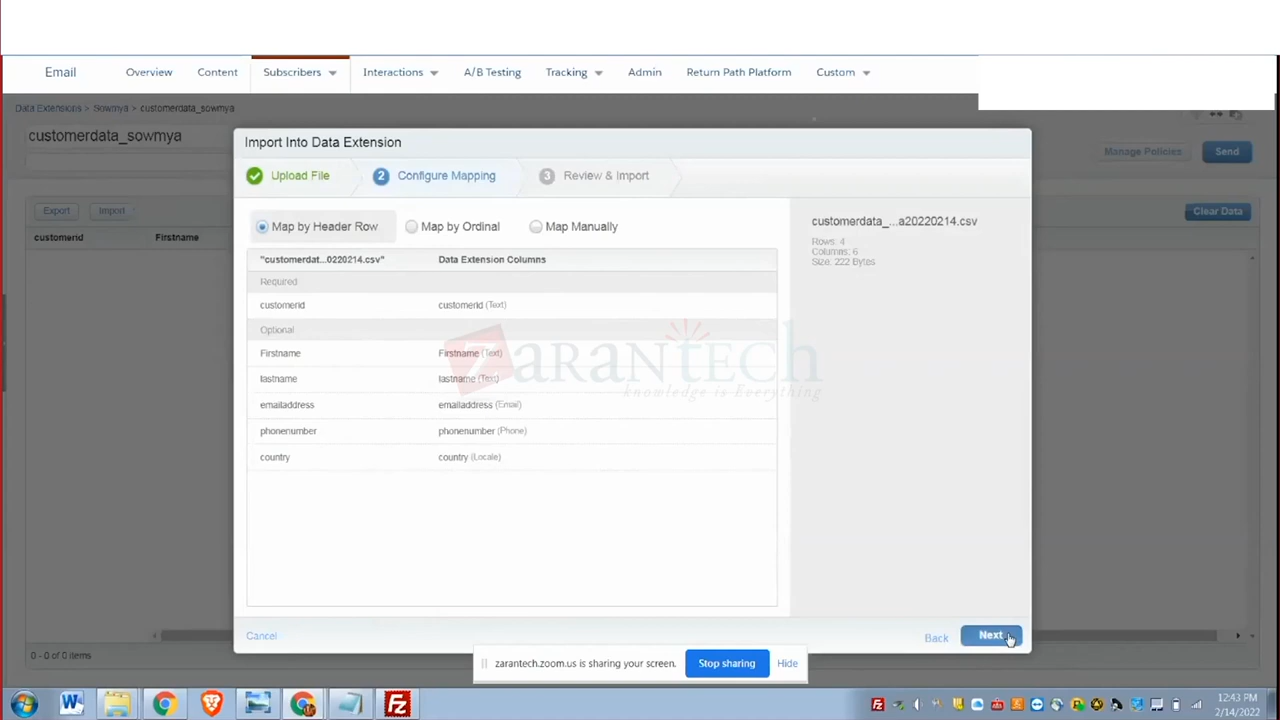 Email Overview Content Subscribers Interactions A/B Testing Tracking Admin Return Path Platform Custom
Data Extensions > Sowmya > customerdata_sowmya
customerdata_sowmya
Manage Policies Send
Export Import Clear Data
customerid Firstname
Import Into Data Extension
Upload File 2 Configure Mapping 3 Review & Import
Map by Header Row Map by Ordinal Map Manually
"customerdat...0220214.csv" Data Extension Columns
Required
customerid customerid (Text)
Optional
Firstname Firstname (Text)
lastname lastname (Text)
emailaddress emailaddress (Email)
phonenumber phonenumber (Phone)
country country (Locale)
customerdata_...a20220214.csv
Rows: 4
Columns: 6
Size: 222 Bytes
ZARANTECH
knowledge is Everything
Cancel Back Next
0 - 0 of 0 items
zarantech.zoom.us is sharing your screen. Stop sharing Hide
12:43 PM
2/14/2022